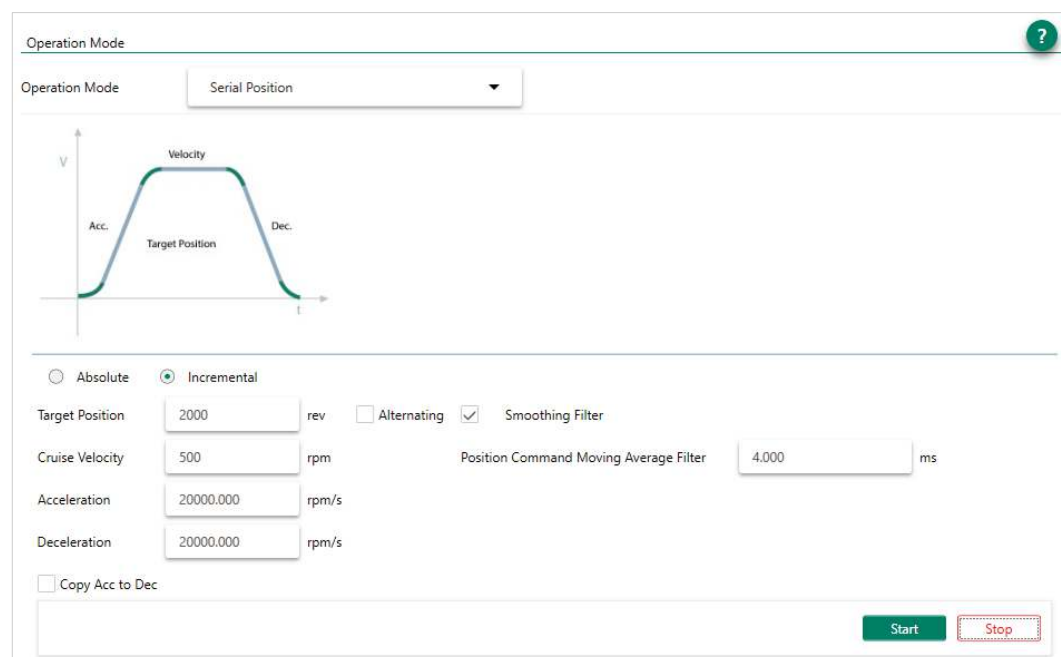 Operation Mode
?
Operation Mode Serial Position
V
Velocity
Acc.
Dec.
Target Position
t
Absolute Incremental
Target Position 2000 rev Alternating Smoothing Filter
Cruise Velocity 500 rpm Position Command Moving Average Filter 4.000 ms
Acceleration 20000.000 rpm/s
Deceleration 20000.000 rpm/s
Copy Acc to Dec
Start Stop